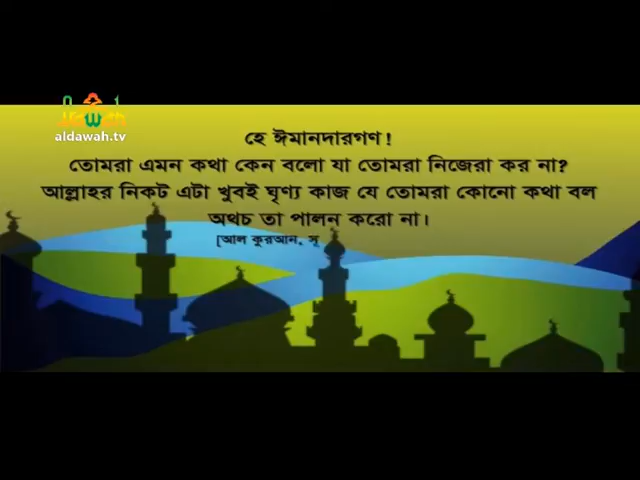 aldawah.tv
হে ঈমানদারগণ!
তোমরা এমন কথা কেন বলো যা তোমরা নিজেরা কর না?
আল্লাহর নিকট এটা খুবই ঘৃণ্য কাজ যে তোমরা কোনো কথা বল
অথচ তা পালন করো না।
[আল কুরআন, সূ